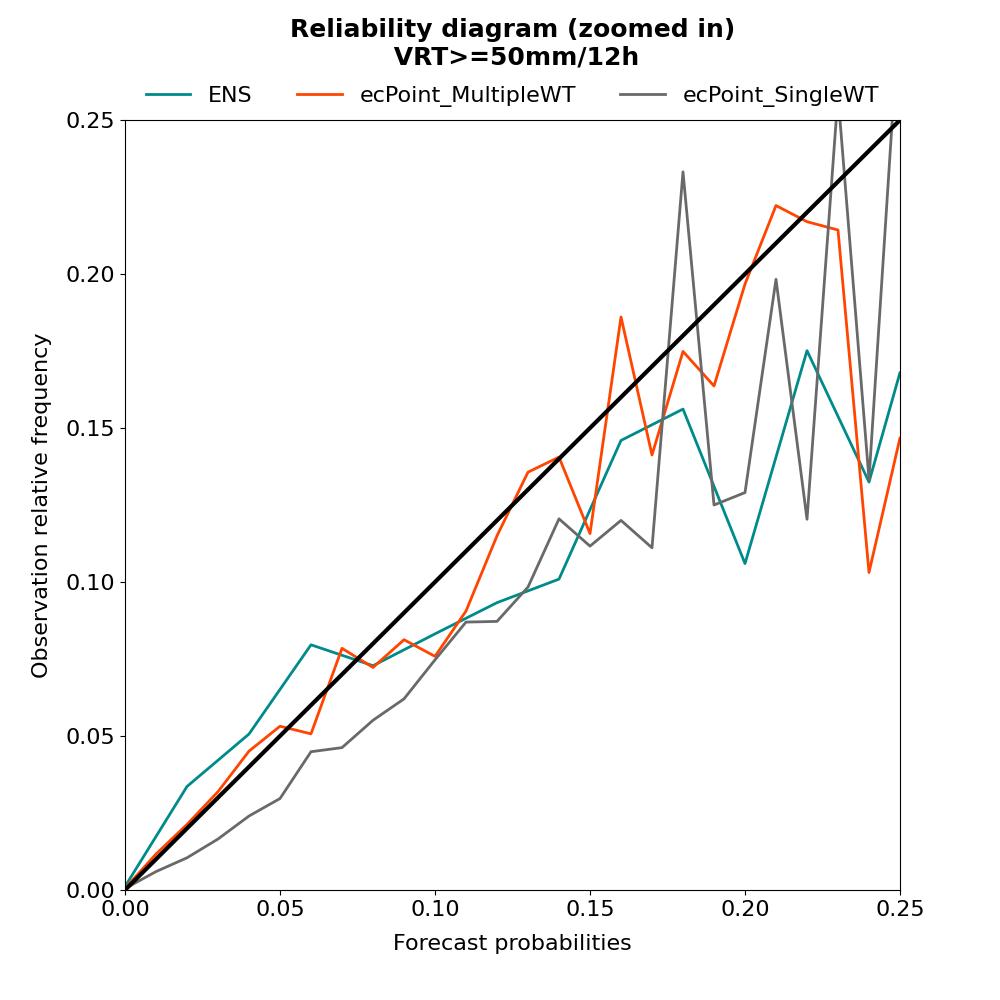 Reliability diagram (zoomed in)
VRT>=50mm/12h
ENS ecPoint_MultipleWT ecPoint_SingleWT
0.25
0.20
0.15
0.10
0.05
0.00
Observation relative frequency
0.00 0.05 0.10 0.15 0.20 0.25
Forecast probabilities